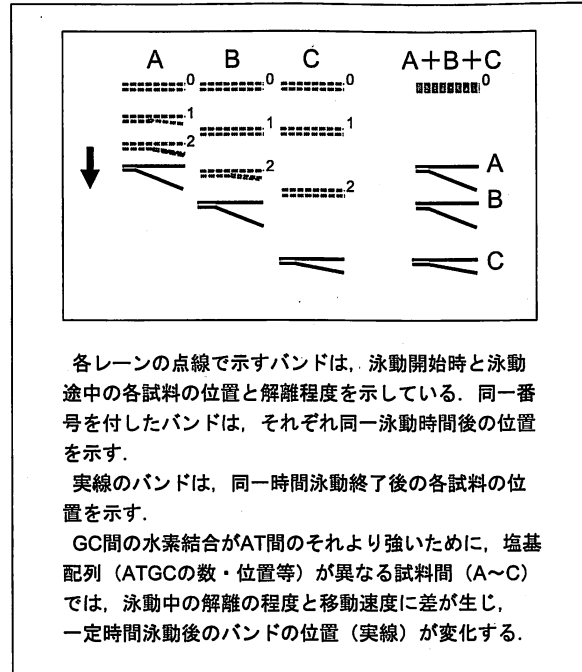 A B C A+B+C
0 0 0 0
1
1 1
2
A
2
2
B
C
各レーンの点線で示すバンドは,泳動開始時と泳動
途中の各試料の位置と解離程度を示している.同一番
号を付したバンドは,それぞれ同一泳動時間後の位置
を示す.
実線のバンドは,同一時間泳動終了後の各試料の位
置を示す.
GC間の水素結合がAT間のそれより強いために,塩基
配列(ATGCの数・位置等)が異なる試料間(A〜C)
では,泳動中の解離の程度と移動速度に差が生じ,
一定時間泳動後のバンドの位置(実線)が変化する.